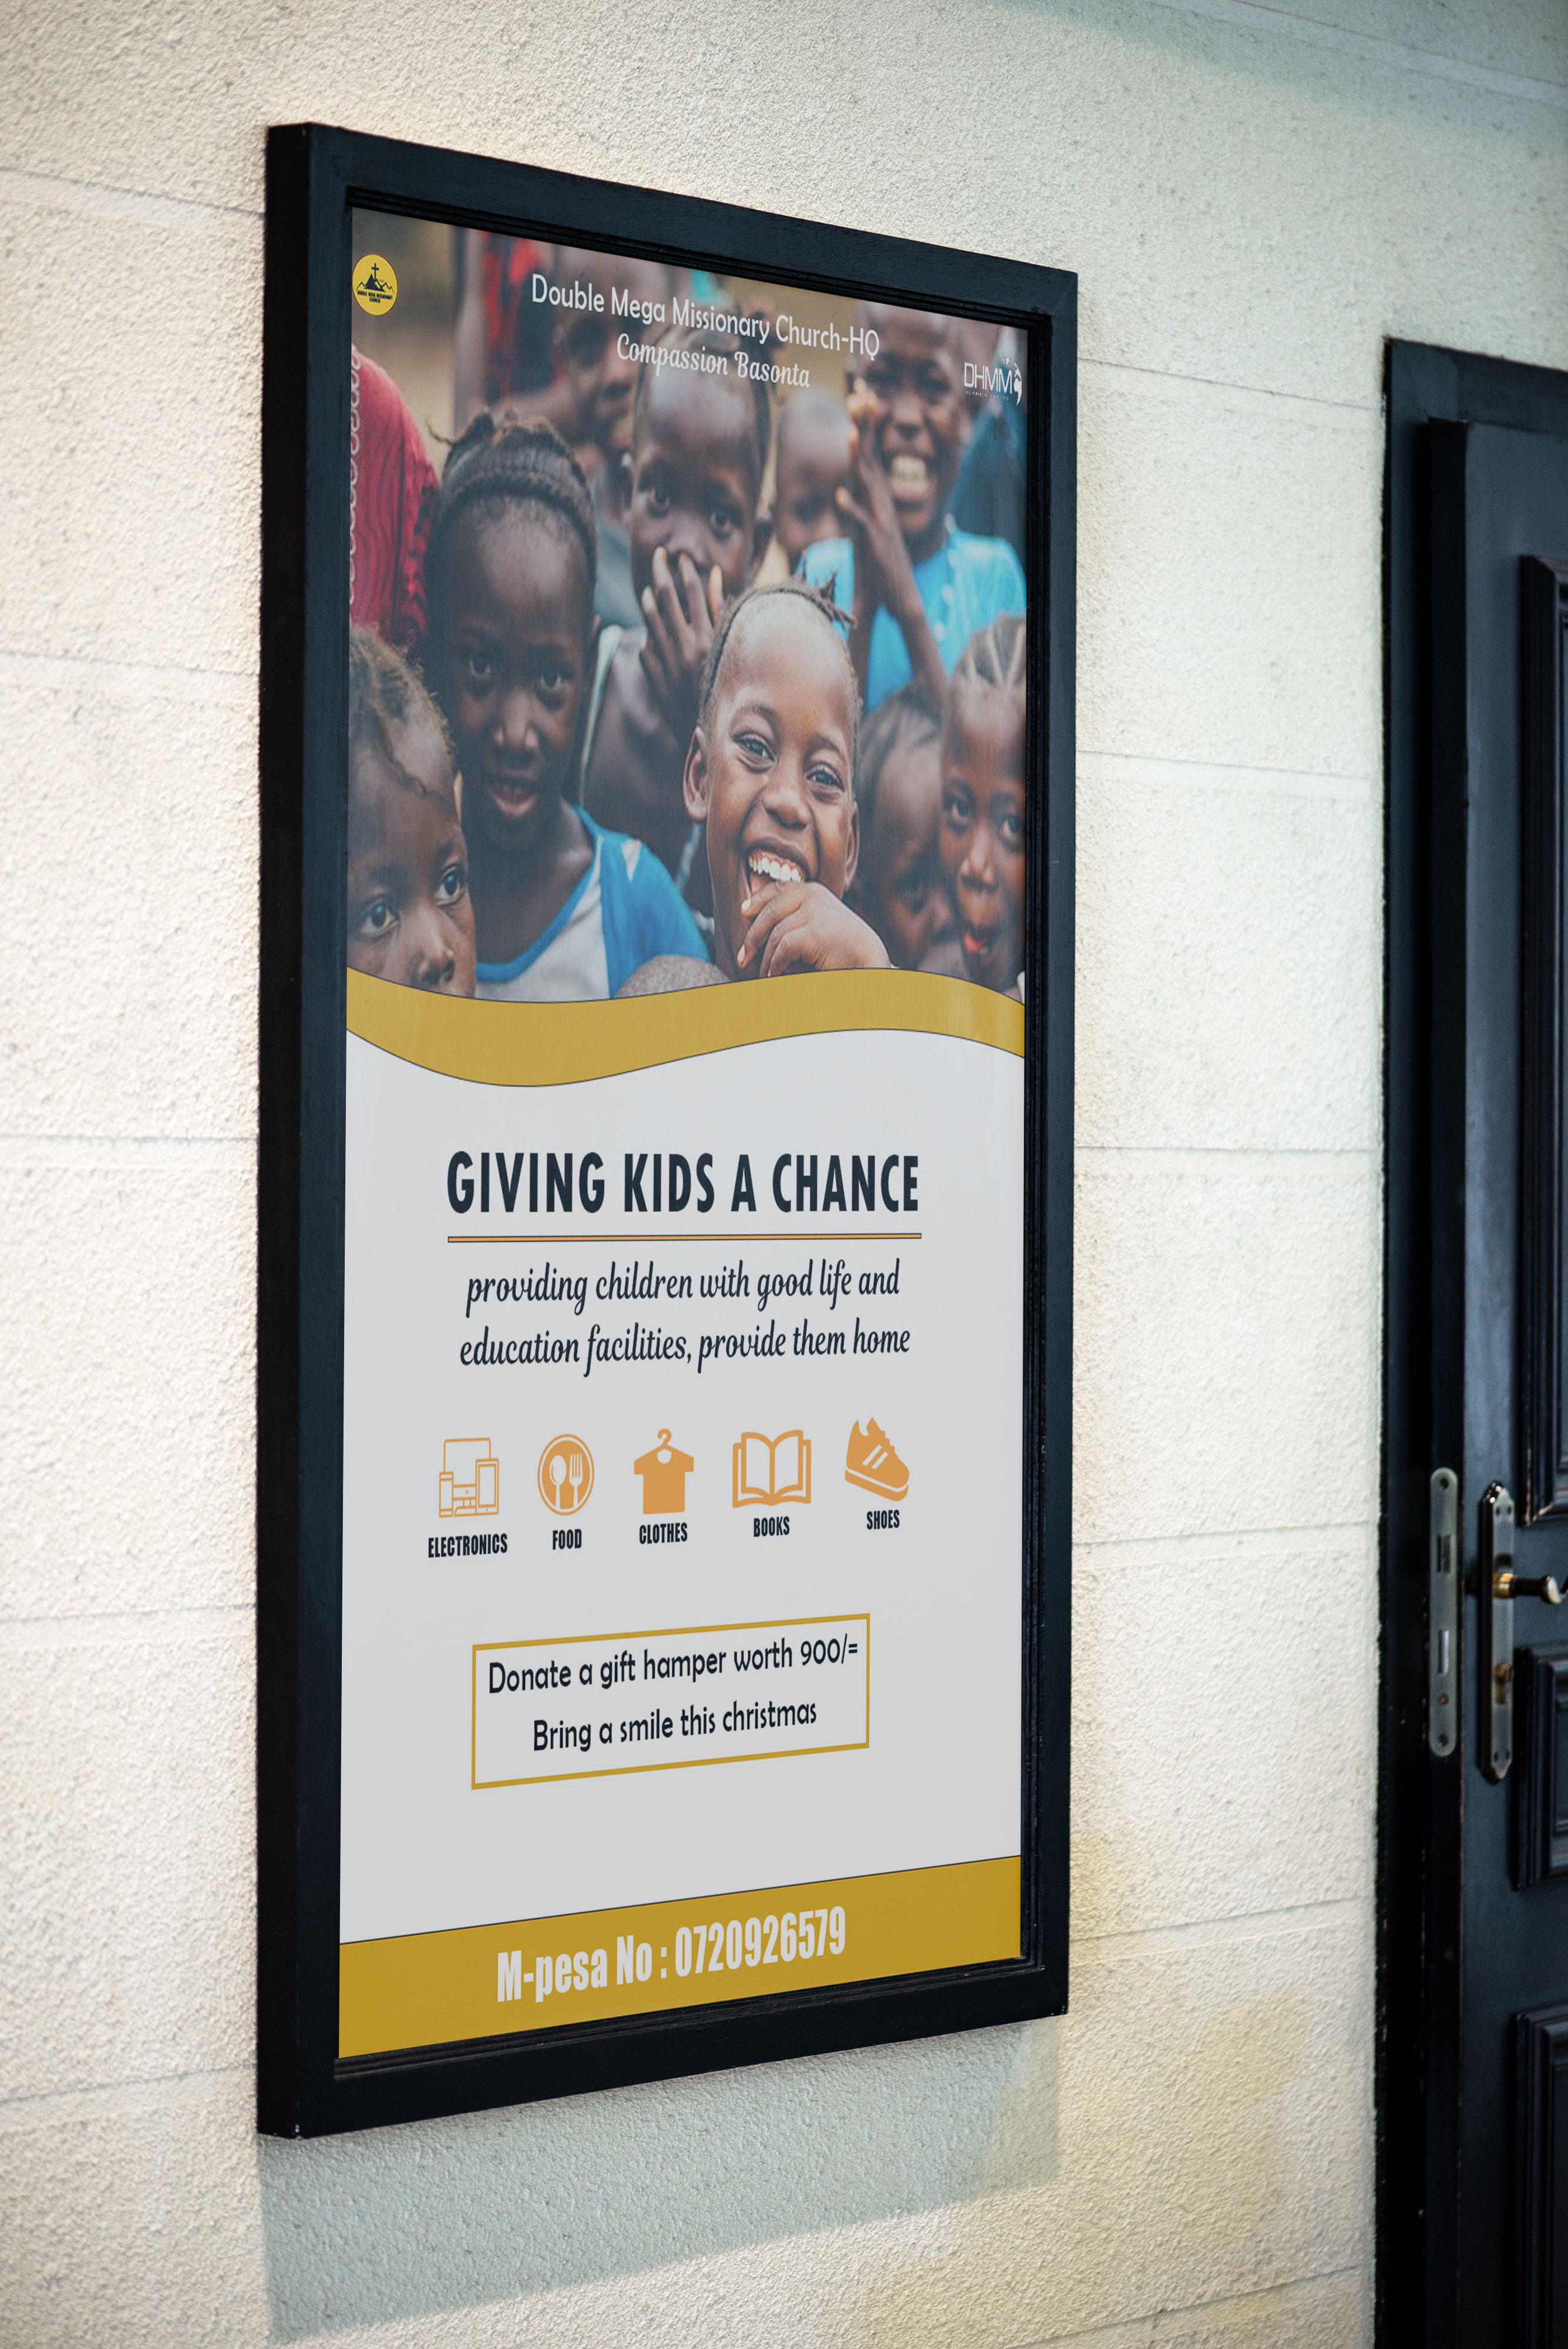 Double Mega Missionary Church-HQ
Compassion Basonta
DHMM
GIVING KIDS A CHANCE
providing children with good life and
education facilities, provide them home
ELECTRONICS
FOOD
CLOTHES
BOOKS
SHOES
Donate a gift hamper worth 900/=
Bring a smile this christmas
M-pesa No : 0720926579